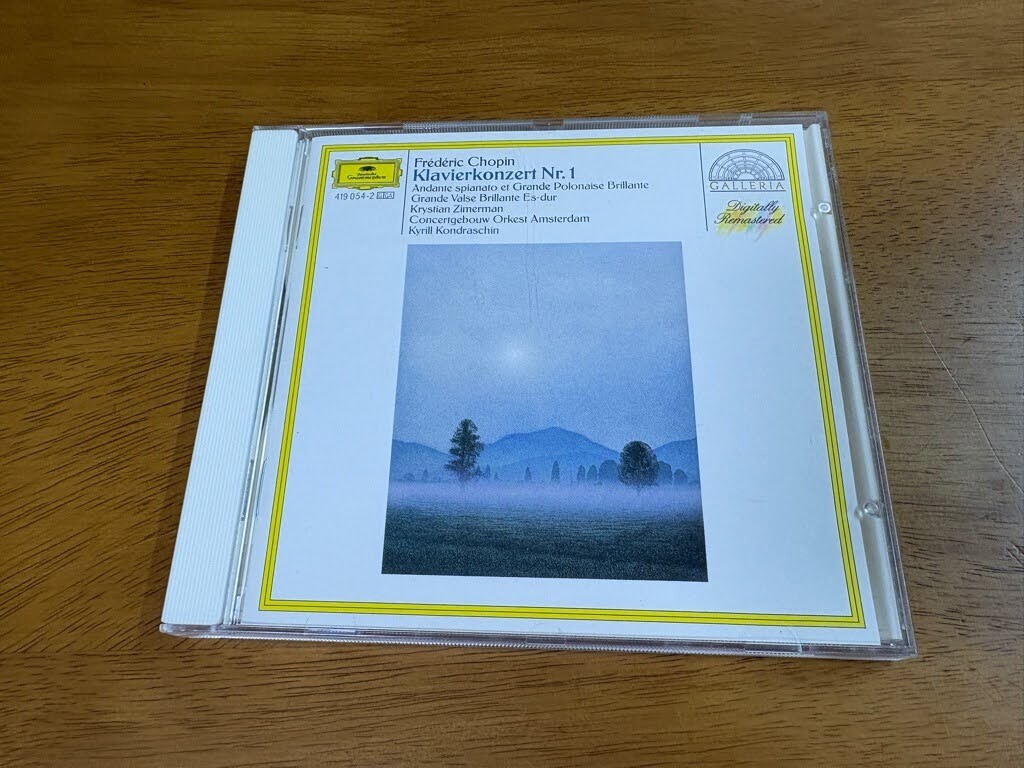 Deutsche
Grammophon
419 054-2
Frédéric Chopin
Klavierkonzert Nr. 1
Andante spianato et Grande Polonaise Brillante
Grande Valse Brillante Es-dur
Krystian Zimerman
Concertgebouw Orkest Amsterdam
Kyrill Kondraschin
GALLERIA
Digitally
Remastered